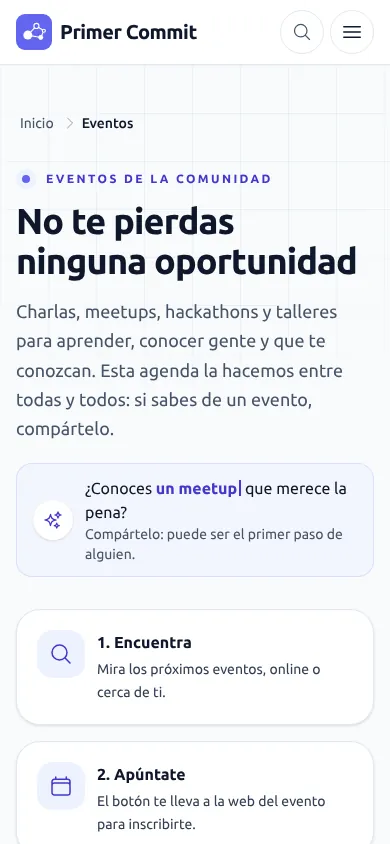 Primer Commit
Inicio
Eventos
EVENTOS DE LA COMUNIDAD
No te pierdas
ninguna oportunidad
Charlas, meetups, hackathons y talleres
para aprender, conocer gente y que te
conozcan. Esta agenda la hacemos entre
todas y todos: si sabes de un evento,
compártelo.
¿Conoces un meetup| que merece la
pena?
Compártelo: puede ser el primer paso de
alguien.
1. Encuentra
Mira los próximos eventos, online o
cerca de ti.
2. Apúntate
El botón te lleva a la web del evento
para inscribirte.